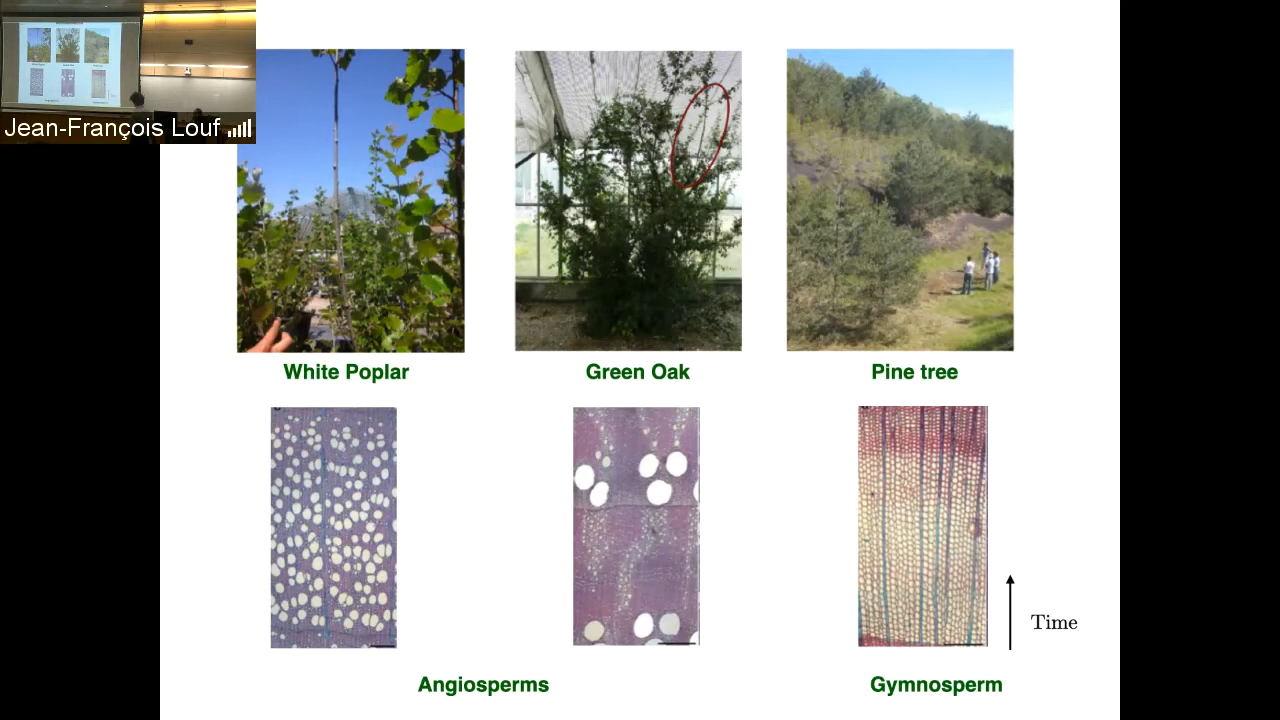 Jean-François Louf
White Poplar
Green Oak
Pine tree
Time
Angiosperms
Gymnosperm